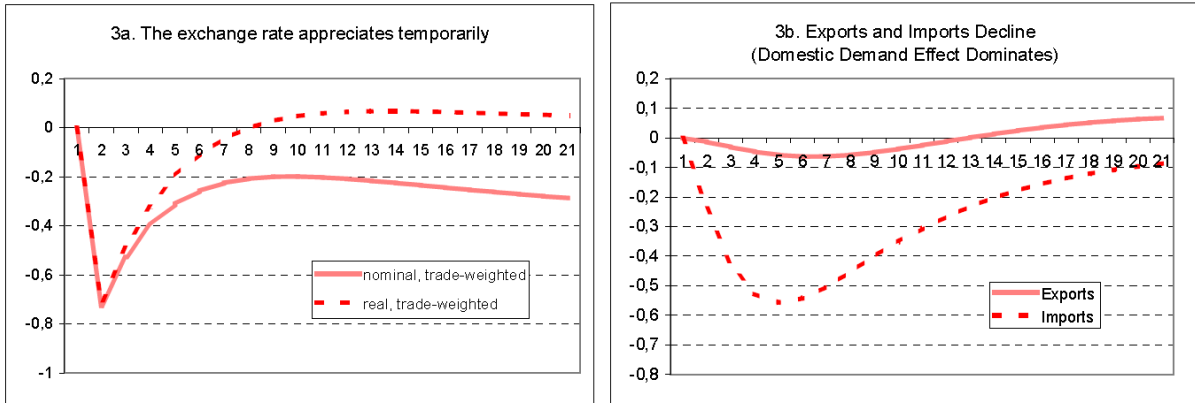 3a. The exchange rate appreciates temporarily
0,2
0
-0,2
-0,4
-0,6
-0,8
-1
1 2 3 4 5 6 7 8 9 10 11 12 13 14 15 16 17 18 19 20 21
nominal, trade-weighted
real, trade-weighted
3b. Exports and Imports Decline
(Domestic Demand Effect Dominates)
0,2
0,1
0
-0,1
-0,2
-0,3
-0,4
-0,5
-0,6
-0,7
-0,8
1 2 3 4 5 6 7 8 9 10 11 12 13 14 15 16 17 18 19 20 21
Exports
Imports